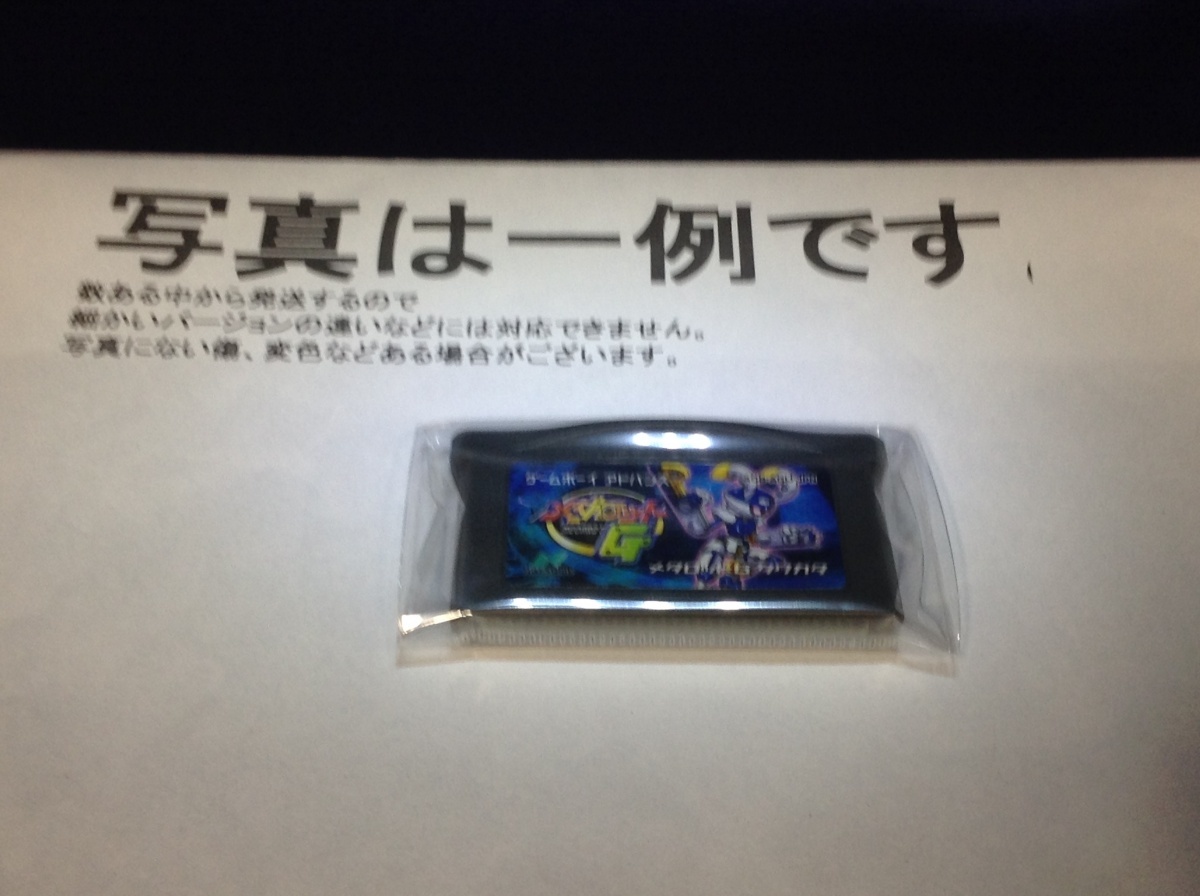 写真は一例です。
数ある中から発送するので
細かいバージョンの違いなどには対応できません。
写真にない傷、変色などある場合がございます。
ゲームボーイ アドバンス
メダロット
G
メダロットG クワガタ